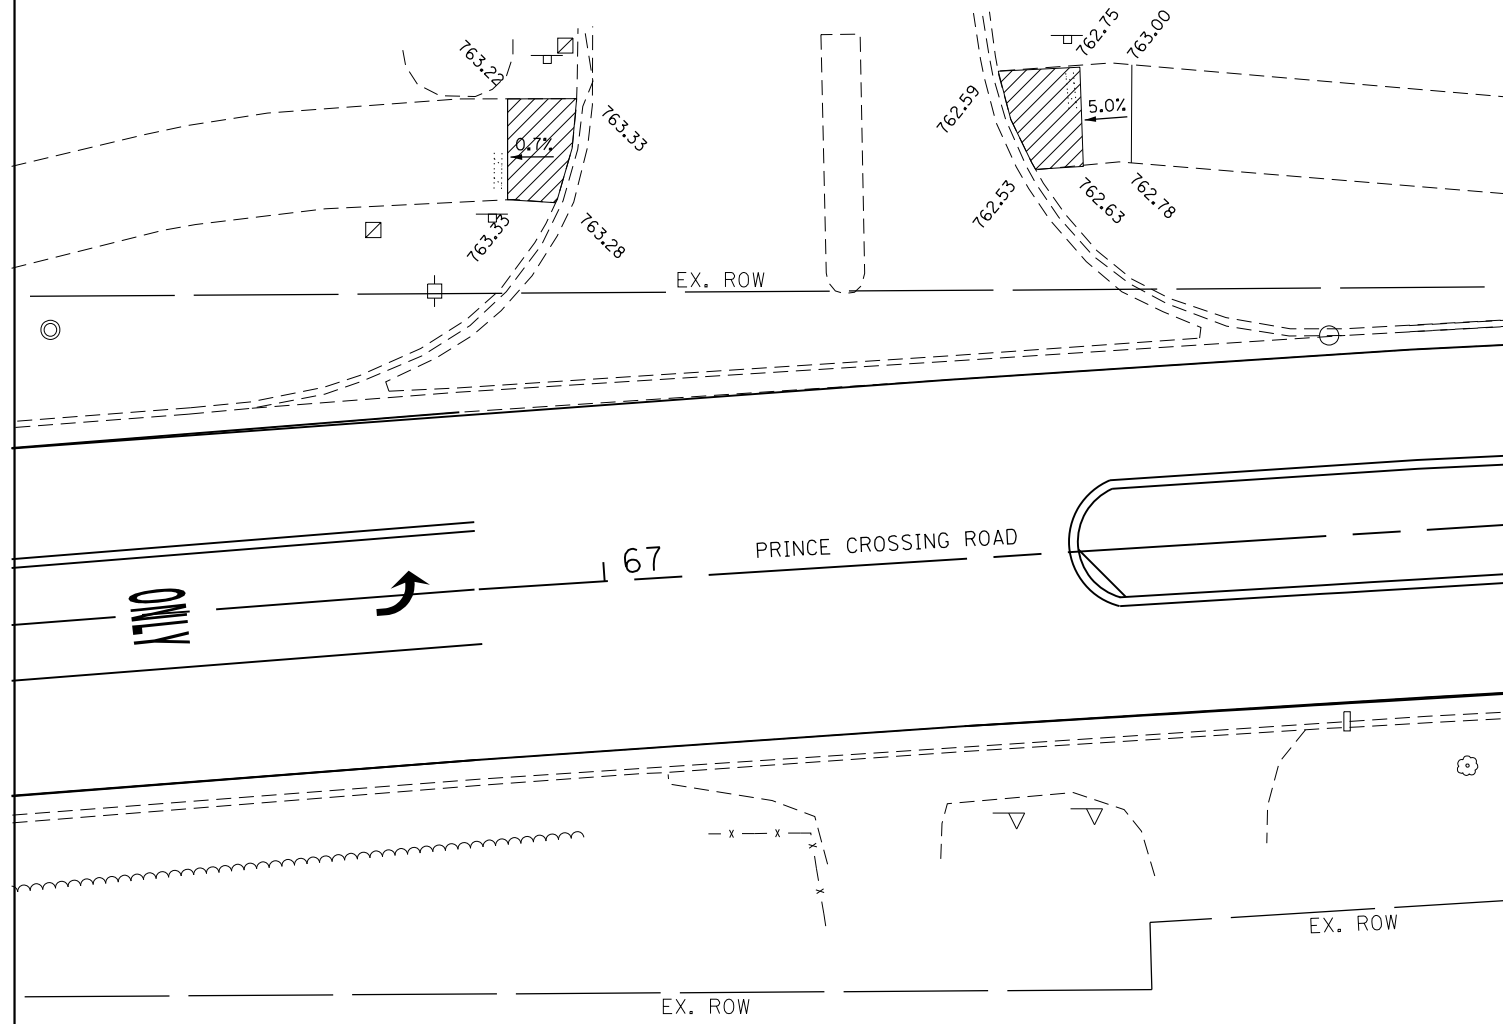 762.75
763.00
763.22
762.59
763.33
5.0%
0.7%
762.53
762.63
762.78
763.33
763.28
EX. ROW
67
PRINCE CROSSING ROAD
ONLY
EX. ROW
EX. ROW